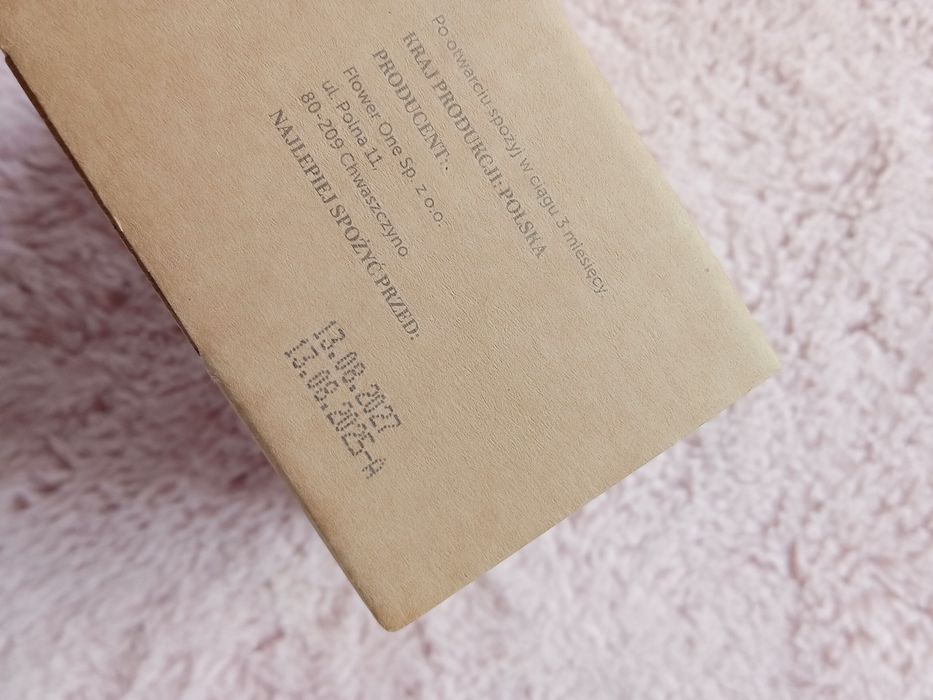 Po otwarciu spożyj w ciągu 3 miesięcy.
KRAJ PRODUKCJI: POLSKA
PRODUCENT:.
Flower One Sp. z.o.o.
ul. Polna 11,
80-209 Chwaszczyno
NAJLEPIEJ SPOŻYĆ PRZED:
13.08.2027
13.08.2025-A